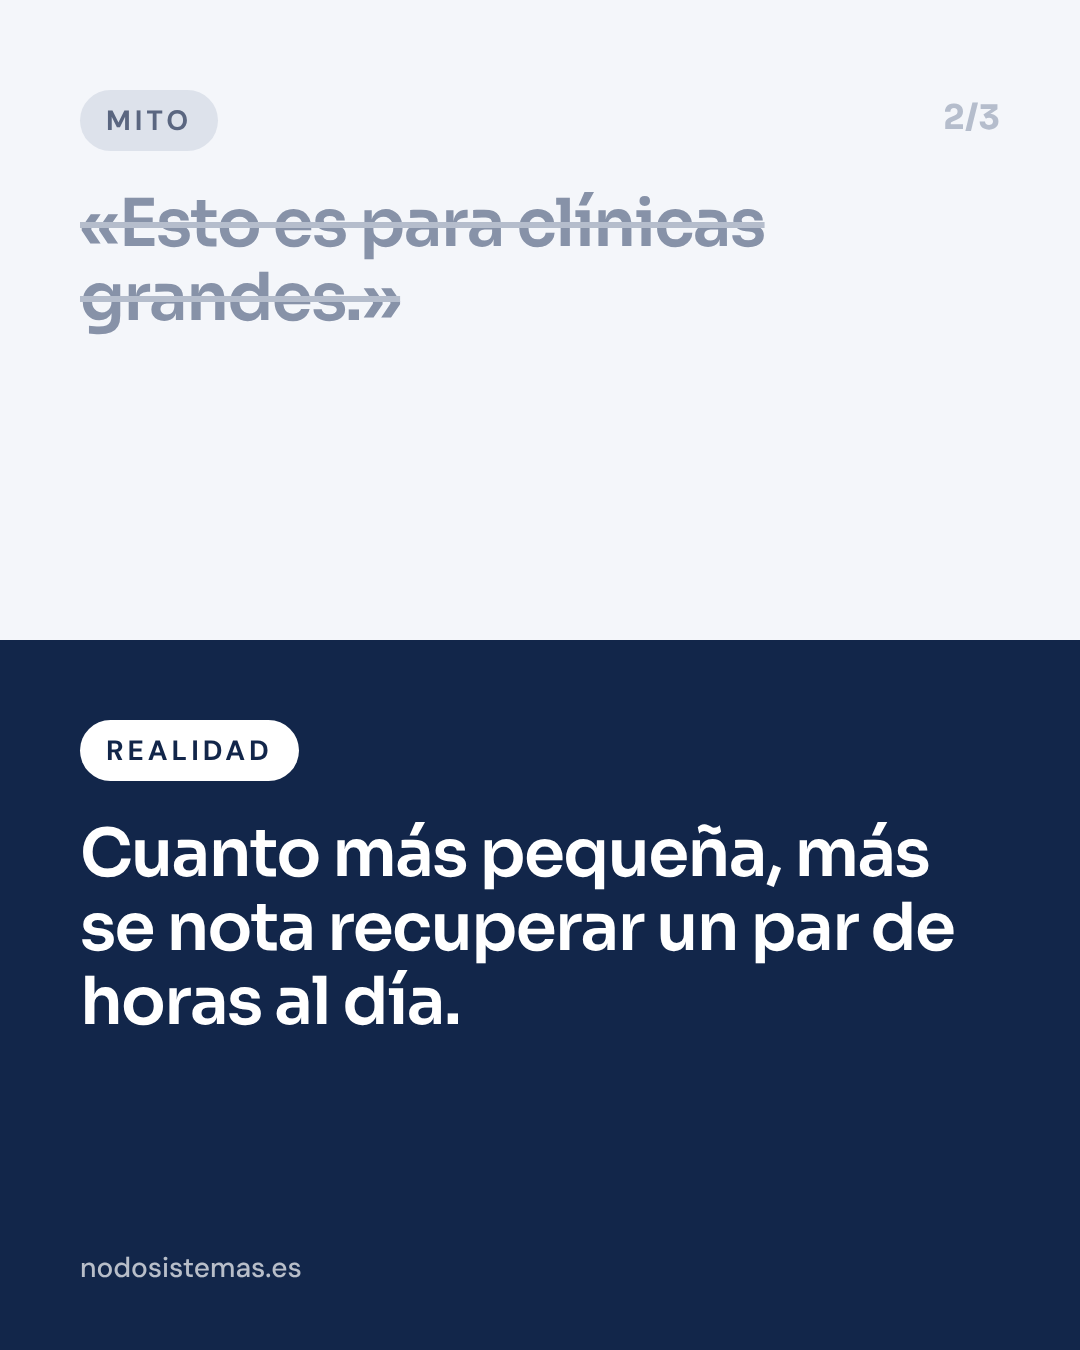 MITO
2/3
«Esto es para clínicas
grandes.»
REALIDAD
Cuanto más pequeña, más
se nota recuperar un par de
horas al día.
nodosistemas.es